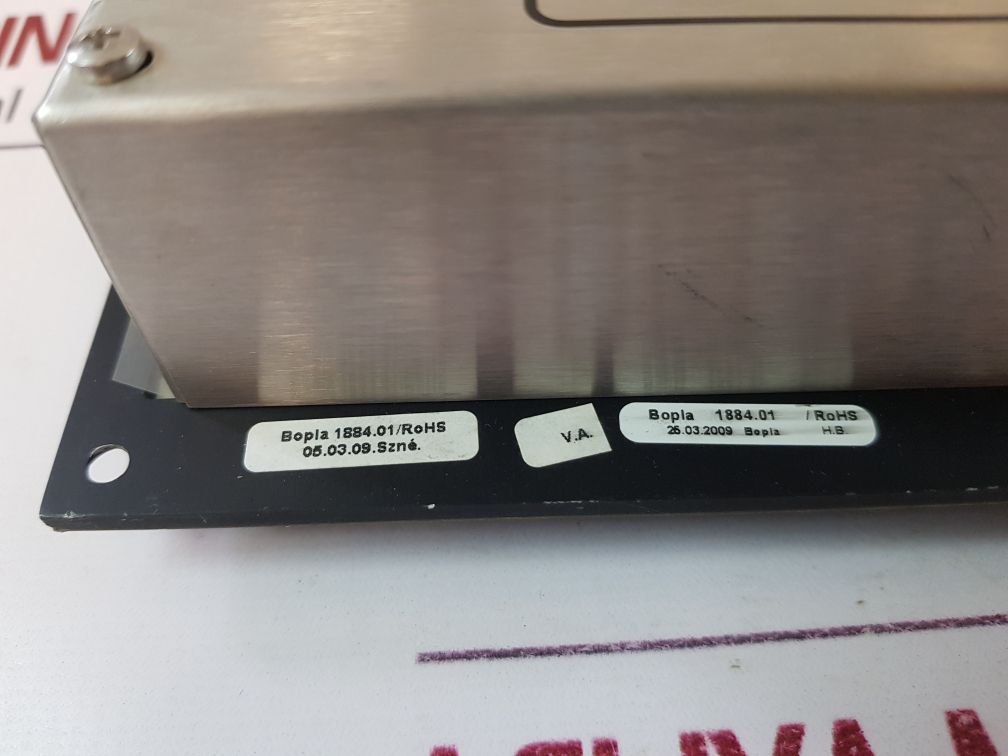 Bopla 1884.01/RoHS
05.03.09.Szné.
V.A.
Bopla 1884.01 /RoHS
26.03.2009 Bopla H.B.